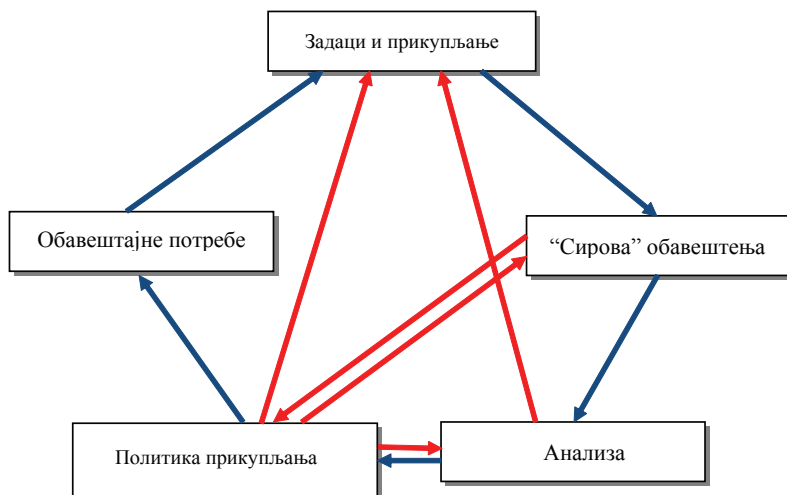 Задаци и прикупљање
Обавештајне потребе
“Сирова” обавештења
Политика прикупљања
Анализа